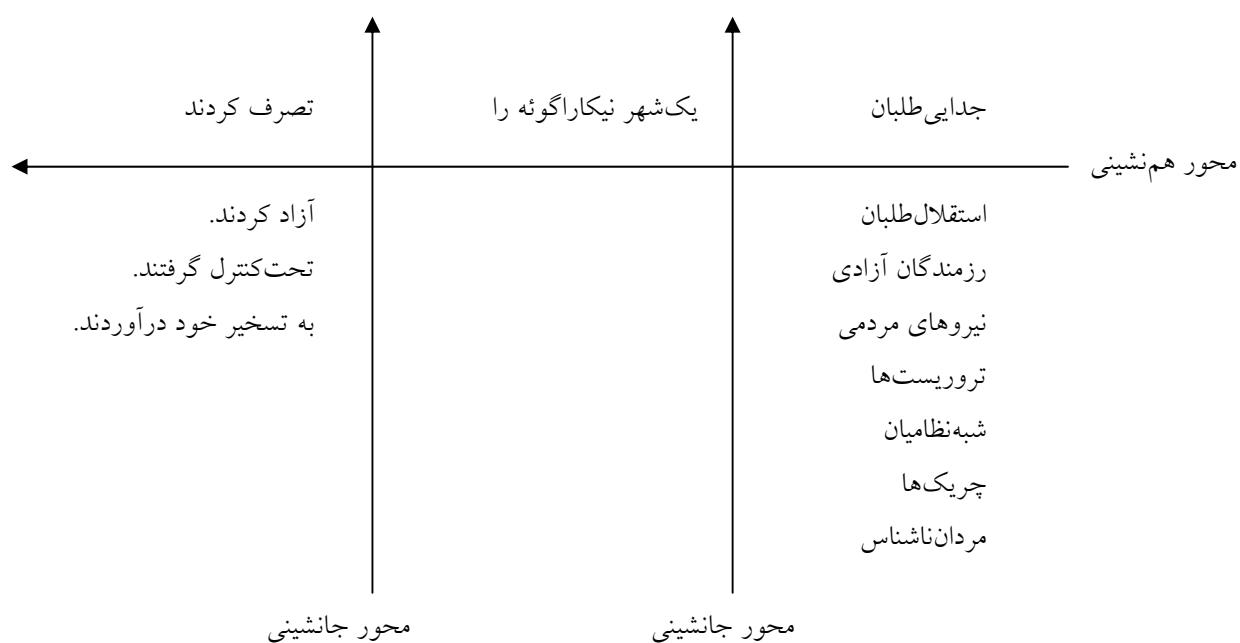 جدایی‌طلبان یک‌شهر نیکاراگوئه را تصرف کردند
محور هم‌نشینی
استقلال‌طلبان آزاد کردند.
رزمندگان آزادی تحت‌کنترل گرفتند.
نیروهای مردمی به تسخیر خود درآوردند.
تروریست‌ها
شبه‌نظامیان
چریک‌ها
مردان‌ناشناس
محور جانشینی محور جانشینی